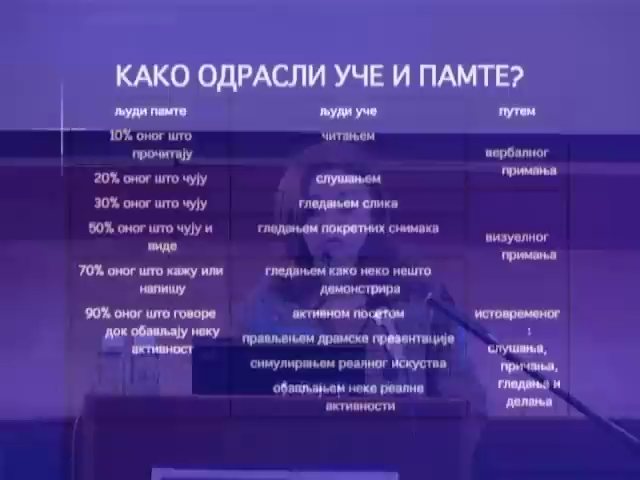 КАКО ОДРАСЛИ УЧЕ И ПАМТЕ?
људи памте људи уче путем
10% оног што
прочитају
читањем
вербалног
примања
20% оног што чују слушањем
30% оног што чују гледањем слика
50% оног што чују и
виде
гледањем покретних снимака
визуелног
примања
70% оног што кажу или
напишу
гледањем како неко нешто
демонстрира
90% оног што говоре
док обављају неку
активност
активном посетом
прављењем драмске презентације
симулирањем реалног искуства
обављањем неке реалне
активности
истовременог
:
слушања,
причања,
гледања и
делања